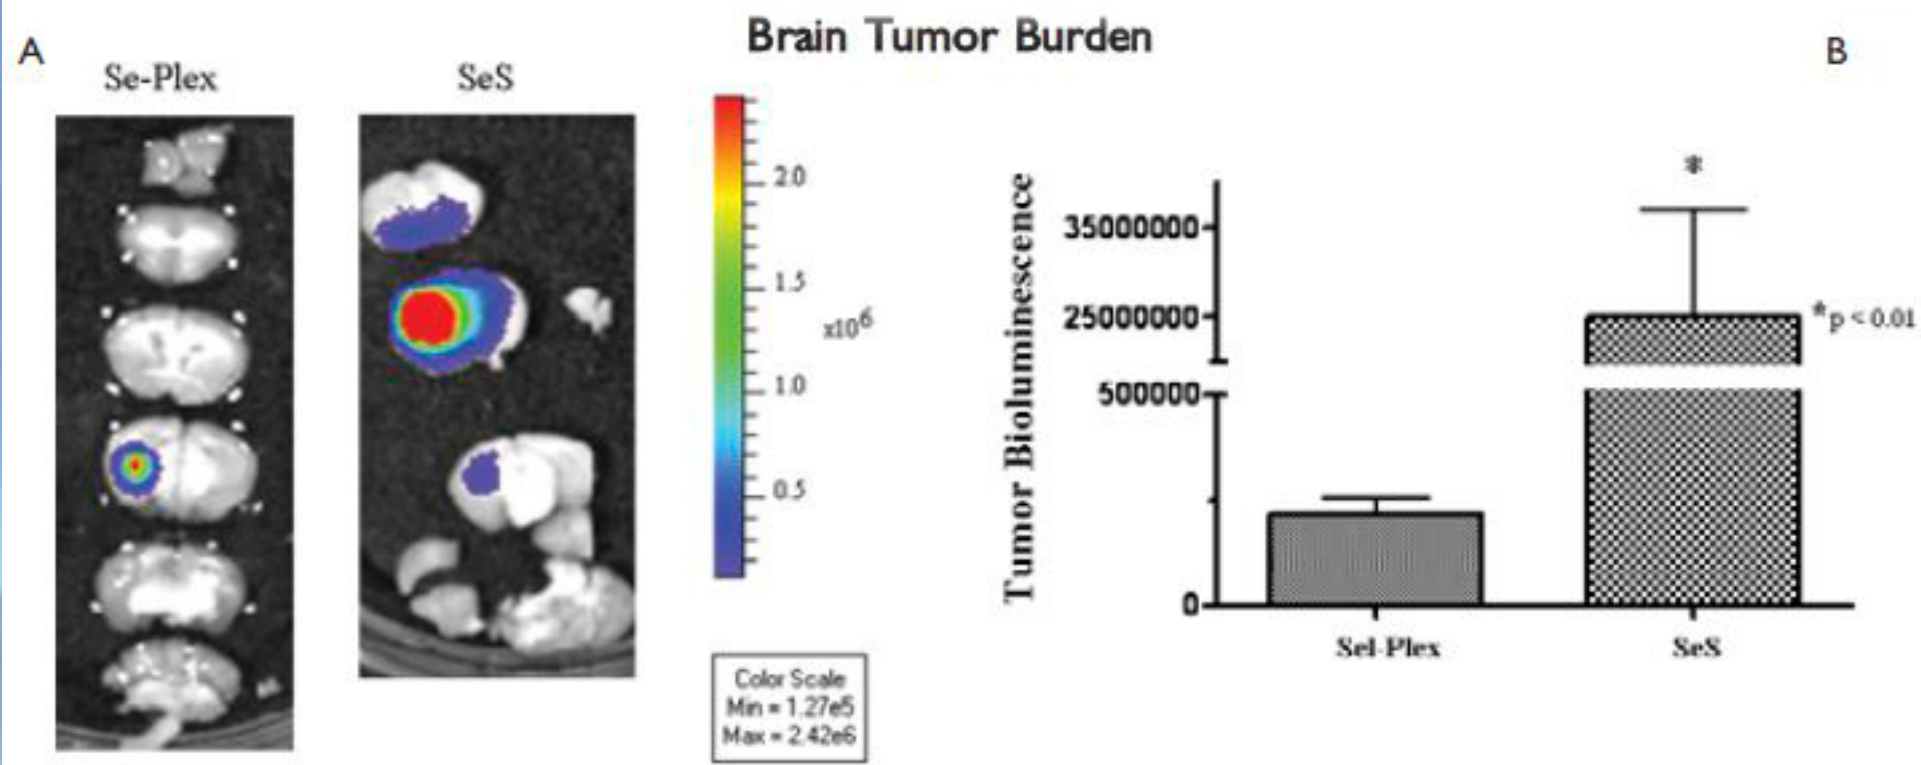 Brain Tumor Burden
A
B
Se-Plex
SeS
2.0
1.5
x10⁶
1.0
0.5
Color Scale
Min = 1.27e5
Max = 2.42e6
Tumor Bioluminescence
35000000
25000000
500000
0
*
*p < 0.01
Sel-Plex
SeS